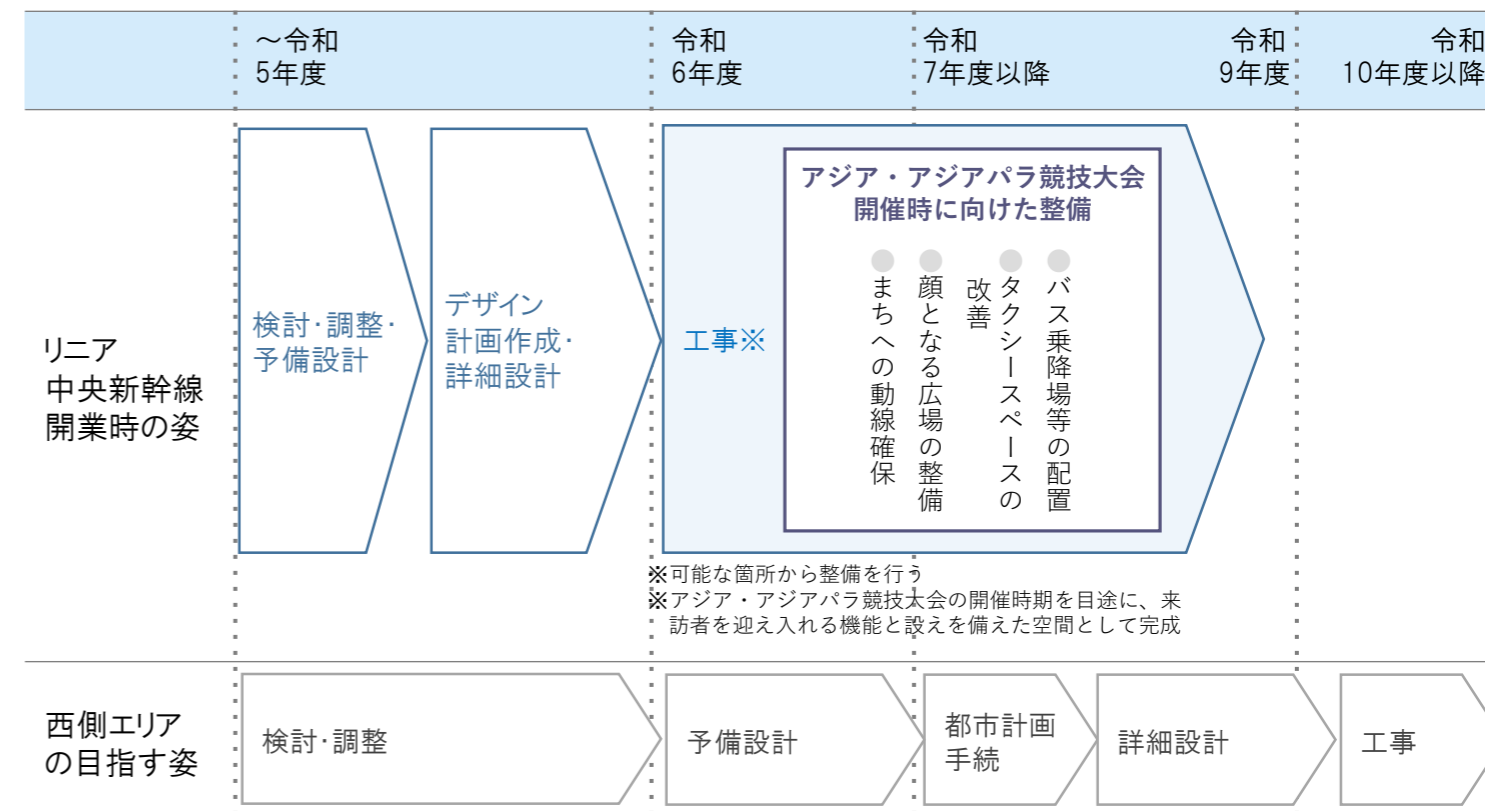 ～令和
5年度
令和
6年度
令和
7年度以降
令和
9年度
令和
10年度以降
リニア
中央新幹線
開業時の姿
検討・調整・
予備設計
デザイン
計画作成・
詳細設計
工事※
アジア・アジアパラ競技大会
開催時に向けた整備
●バス乗降場等の配置
●タクシースペースの
改善
●顔となる広場の整備
●まちへの動線確保
※可能な箇所から整備を行う
※アジア・アジアパラ競技大会の開催時期を目途に、来
訪者を迎え入れる機能と設えを備えた空間として完成
西側エリア
の目指す姿
検討・調整
予備設計
都市計画
手続
詳細設計
工事